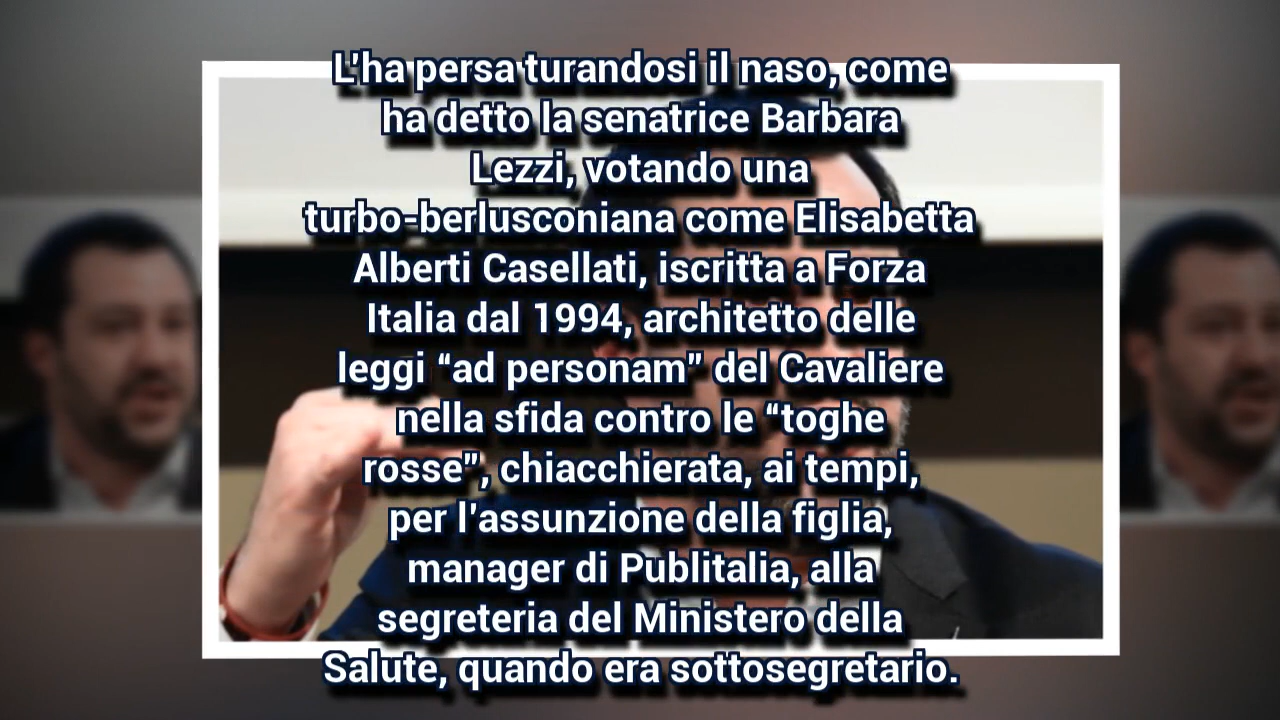 L'ha persa turandosi il naso, come
ha detto la senatrice Barbara
Lezzi, votando una
turbo-berlusconiana come Elisabetta
Alberti Casellati, iscritta a Forza
Italia dal 1994, architetto delle
leggi “ad personam” del Cavaliere
nella sfida contro le “toghe
rosse”, chiacchierata, ai tempi,
per l'assunzione della figlia,
manager di Publitalia, alla
segreteria del Ministero della
Salute, quando era sottosegretario.